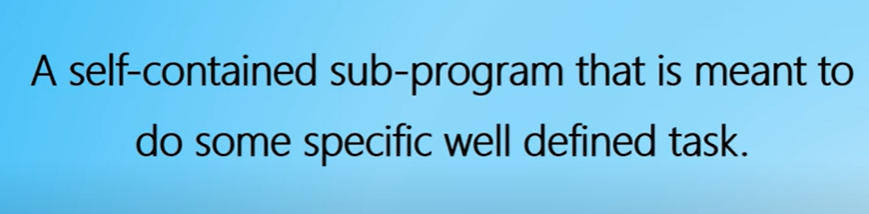 A self-contained sub-program that is meant to
do some specific well defined task.